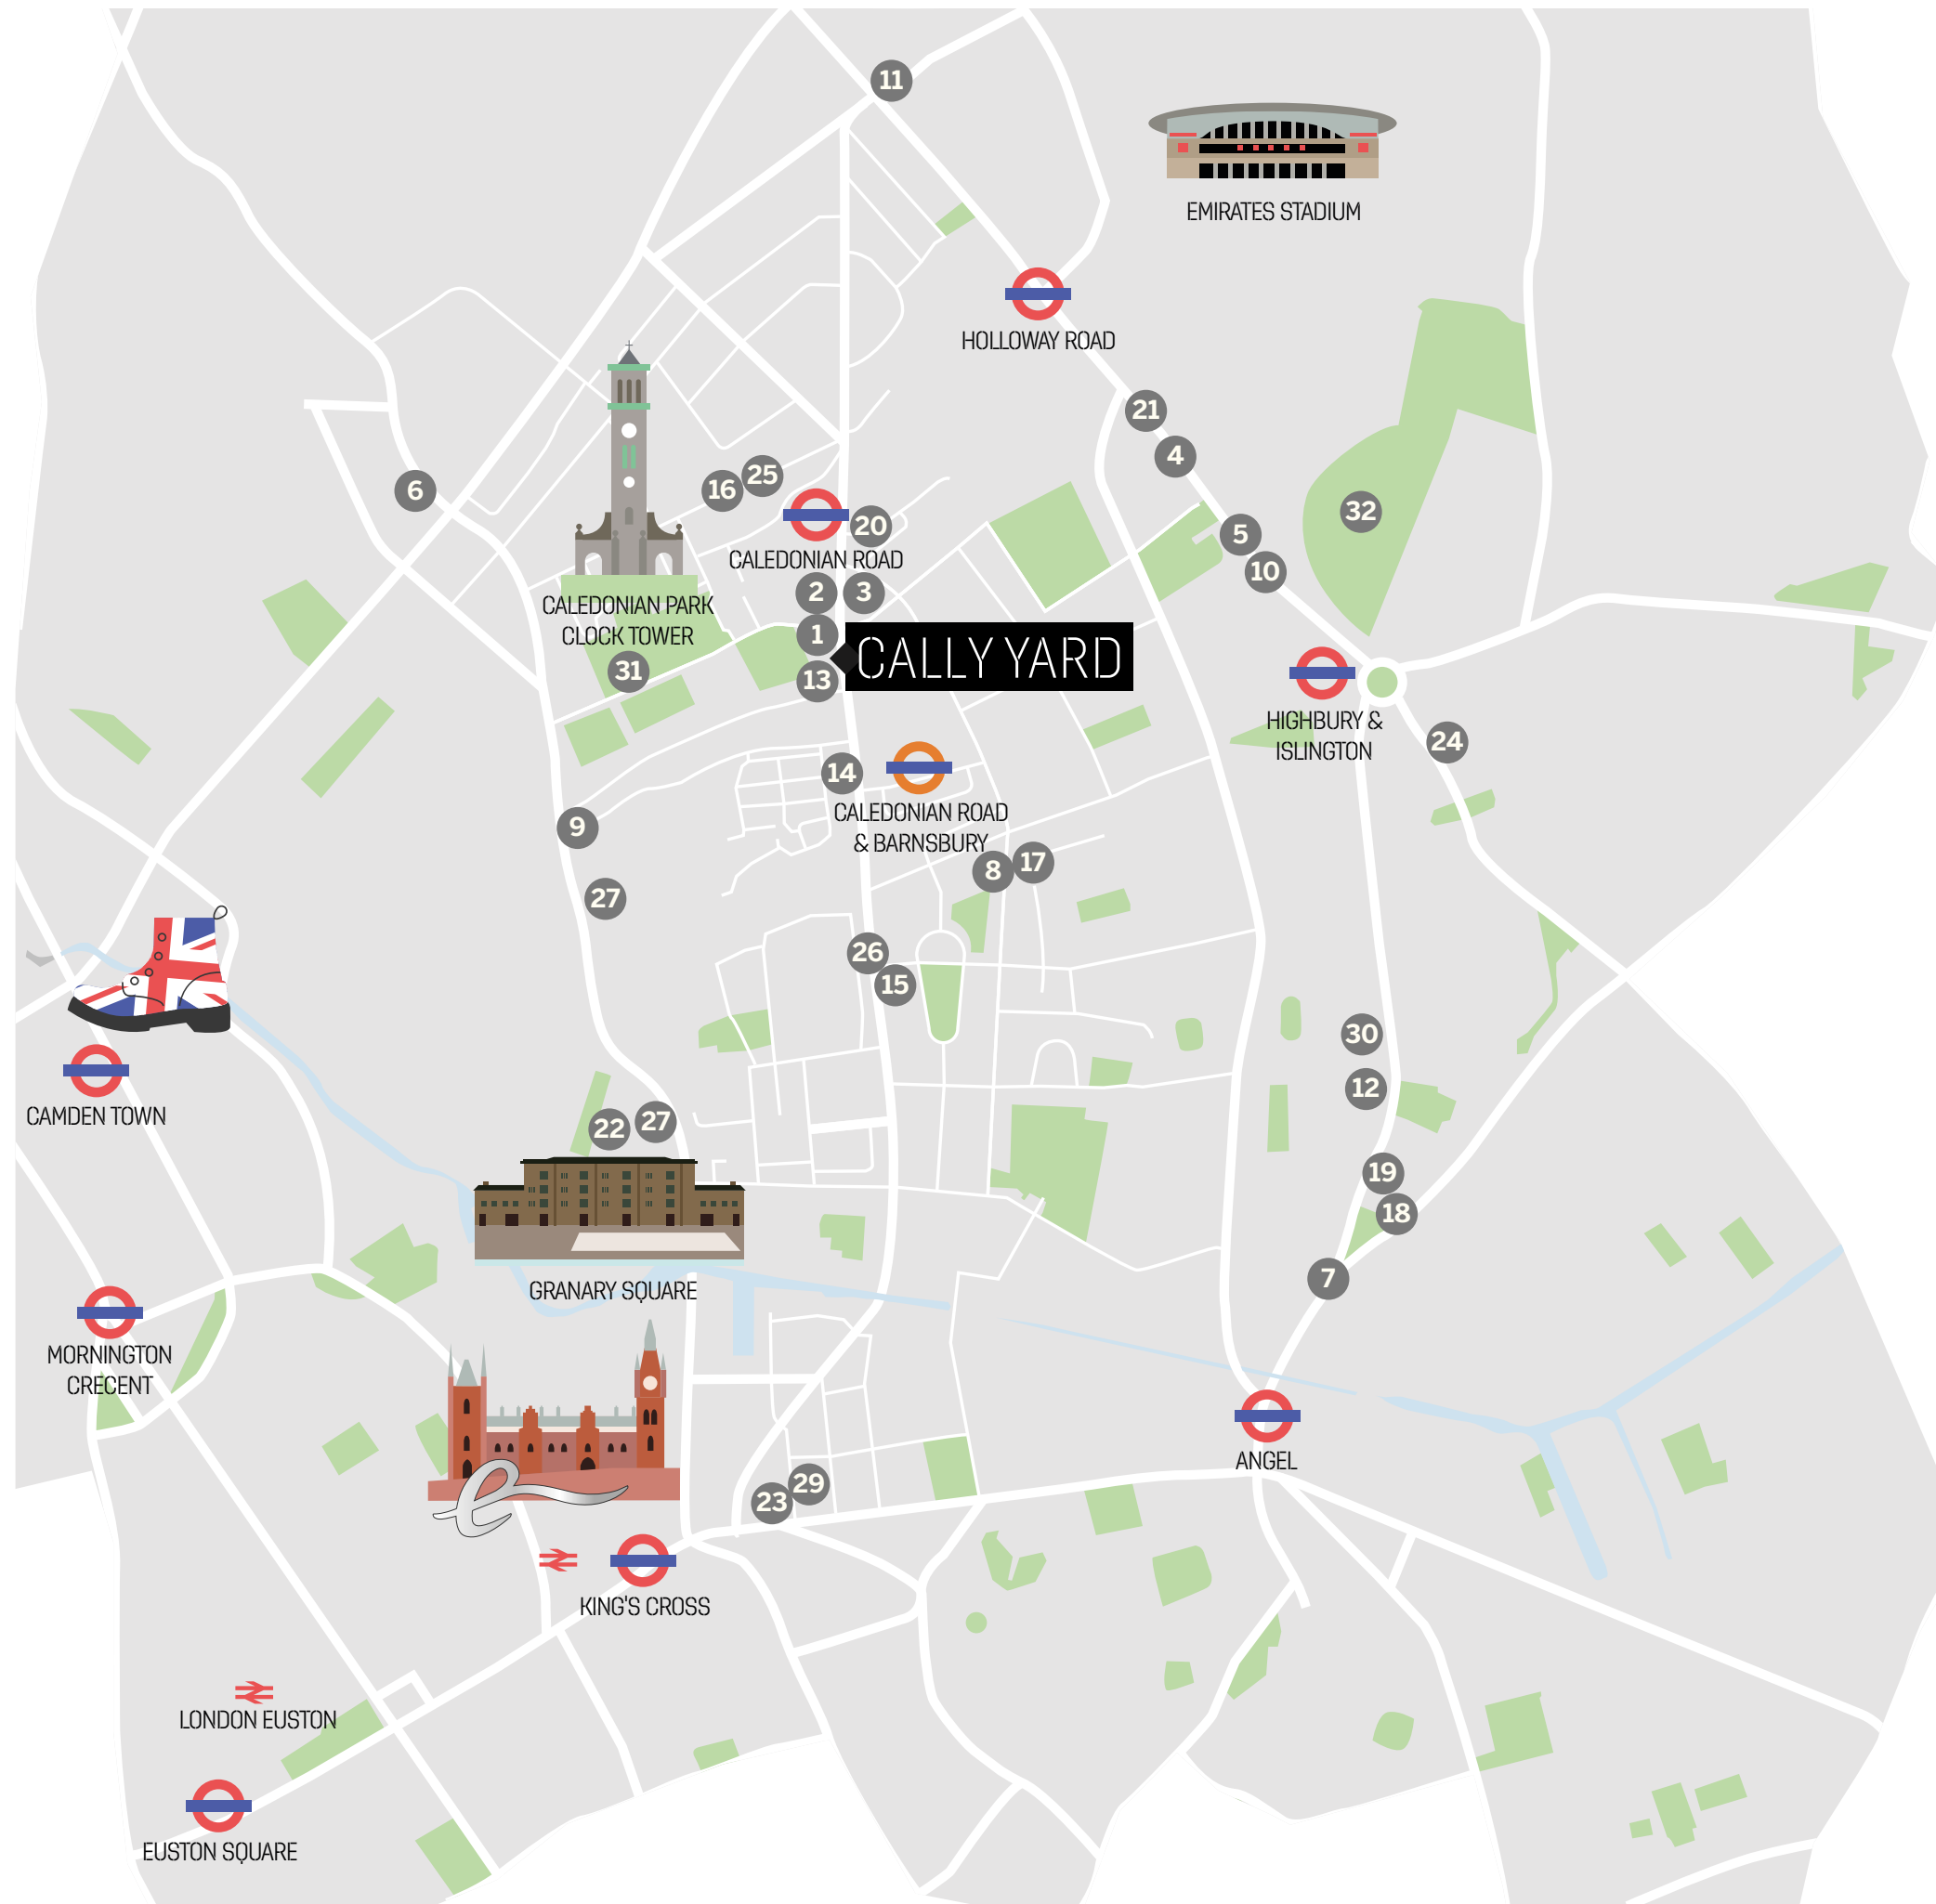 11
EMIRATES STADIUM
HOLLOWAY ROAD
21
4
6
16
25
20
32
5
10
CALEDONIAN ROAD
2
3
CALEDONIAN PARK
CLOCK TOWER
31
1
CALLY YARD
13
HIGHBURY &
ISLINGTON
24
14
CALEDONIAN ROAD
& BARNSBURY
9
8
17
27
26
15
30
12
CAMDEN TOWN
22
27
19
18
7
GRANARY SQUARE
MORNINGTON
CRECENT
ANGEL
e
23
29
KING'S CROSS
LONDON EUSTON
EUSTON SQUARE